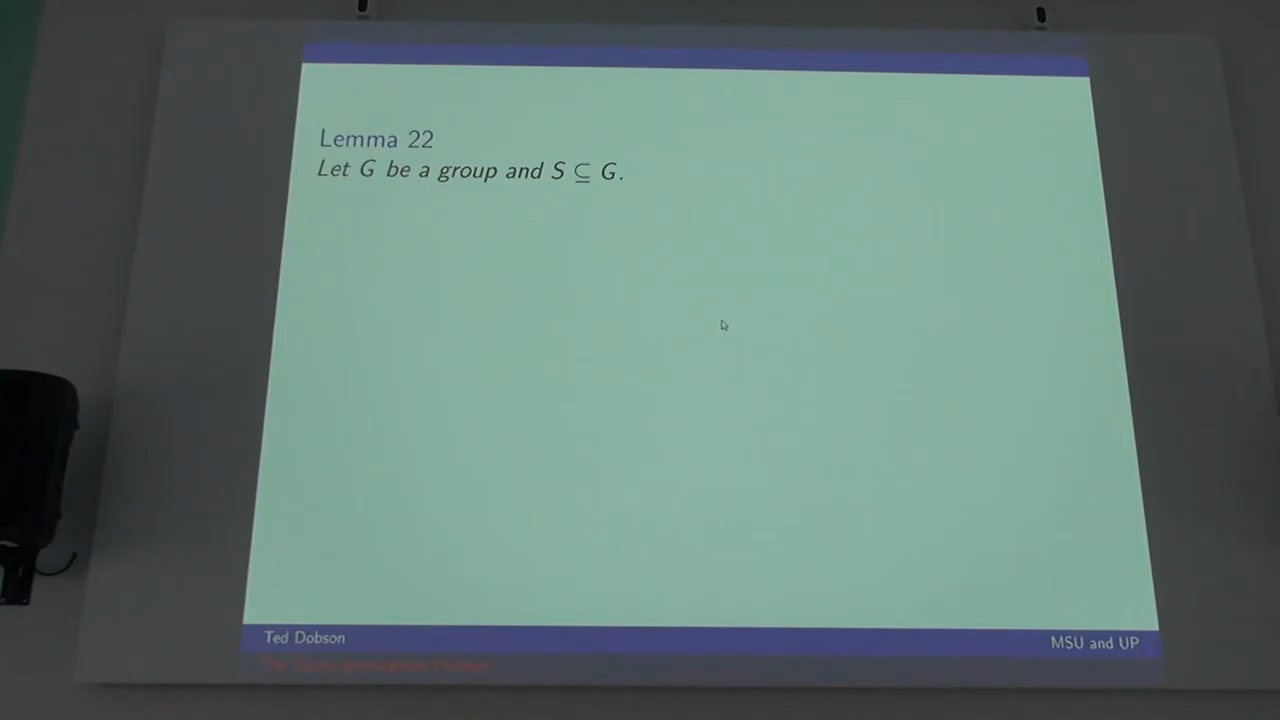 Lemma 22
Let G be a group and S ⊆ G.
Ted Dobson
MSU and UP